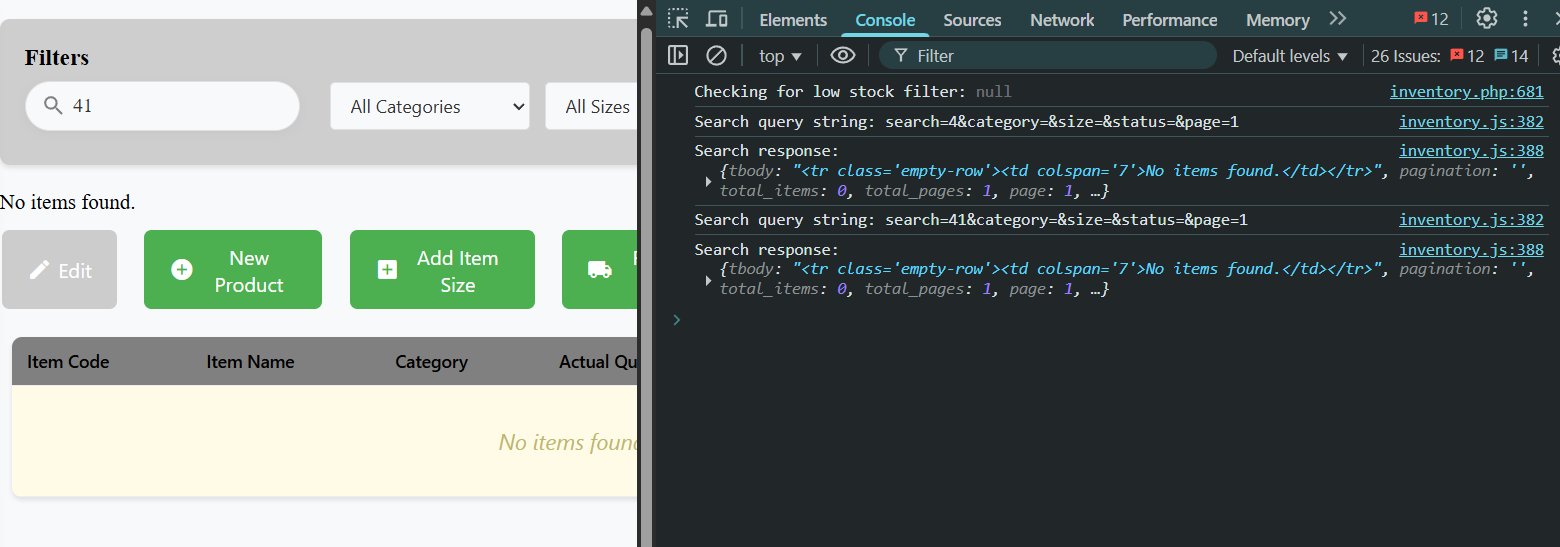 Filters
41
All Categories
All Sizes
No items found.
Edit
New
Product
Add Item
Size
Item Code Item Name Category Actual Qu
No items found
Elements Console Sources Network Performance Memory 12
top Filter Default levels 26 Issues: 12 14
Checking for low stock filter: null inventory.php:681
Search query string: search=4&category=&size=&status=&page=1 inventory.js:382
Search response: inventory.js:388
{tbody: "<tr class='empty-row'><td colspan='7'>No items found.</td></tr>", pagination: '',
total_items: 0, total_pages: 1, page: 1, …}
Search query string: search=41&category=&size=&status=&page=1 inventory.js:382
Search response: inventory.js:388
{tbody: "<tr class='empty-row'><td colspan='7'>No items found.</td></tr>", pagination: '',
total_items: 0, total_pages: 1, page: 1, …}